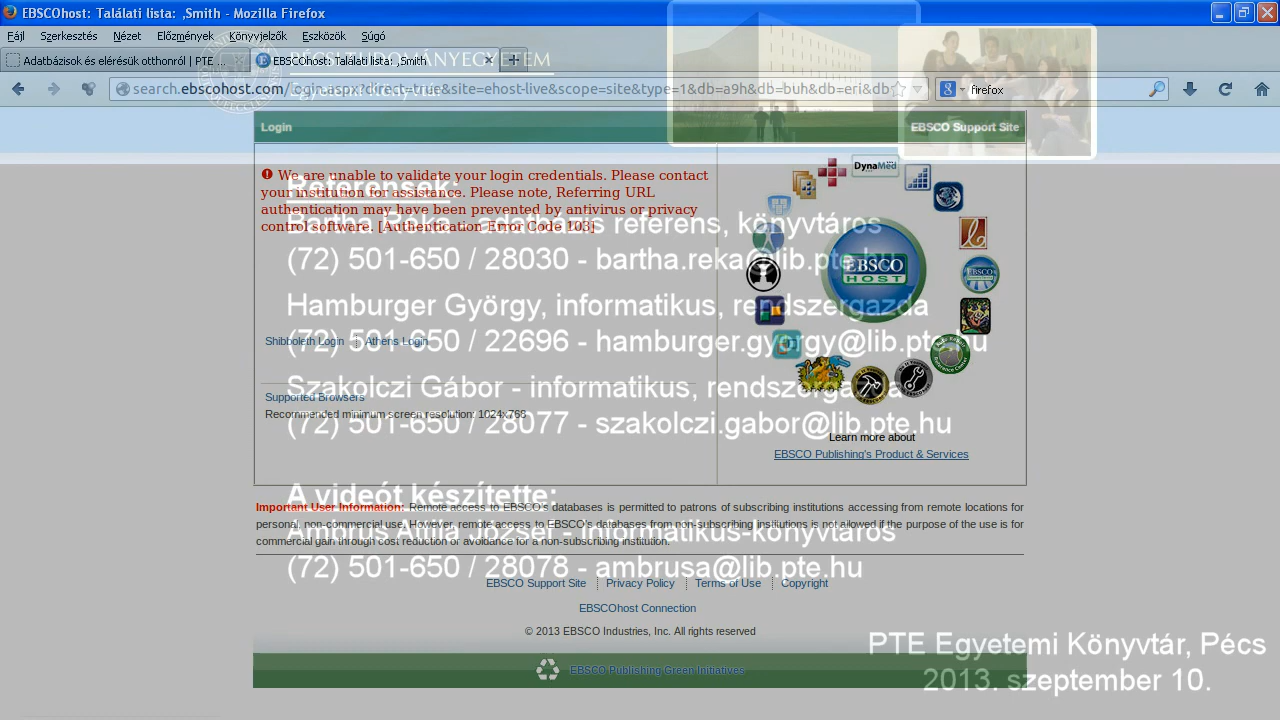 EBSCOhost: Találati lista: ,Smith - Mozilla Firefox
Fájl Szerkesztés Nézet Előzmények Könyvjelzők Eszközök Súgó
PÉCSI TUDOMÁNYEGYETEM
Adatbázisok és elérésük otthonról | PTE ...
EBSCOhost: Találati lista: ,Smith
search.ebscohost.com/login.aspx?direct=true&site=ehost-live&scope=site&type=1&db=a9h&db=buh&db=eri&db
firefox
Login
EBSCO Support Site
We are unable to validate your login credentials. Please contact
your institution for assistance. Please note, Referring URL
authentication may have been prevented by antivirus or privacy
control software. [Authentication Error Code 103]
Referensek:
Bartha Réka - adatbázis referens, könyvtáros
(72) 501-650 / 28030 - bartha.reka@lib.pte.hu
Hamburger György, informatikus, rendszergazda
(72) 501-650 / 22696 - hamburger.gyorgy@lib.pte.hu
Szakolczi Gábor - informatikus, rendszergazda
(72) 501-650 / 28077 - szakolczi.gabor@lib.pte.hu
DynaMed
EBSCO
HOST
EBSCO
Shibboleth Login
Athens Login
Supported Browsers
Recommended minimum screen resolution: 1024x768
Learn more about
EBSCO Publishing's Product & Services
A videót készítette:
Ambrus Attila József - informatikus-könyvtáros
(72) 501-650 / 28078 - ambrusa@lib.pte.hu
Important User Information: Remote access to EBSCO's databases is permitted to patrons of subscribing institutions accessing from remote locations for
personal, non-commercial use. However, remote access to EBSCO's databases from non-subscribing institutions is not allowed if the purpose of the use is for
commercial gain through cost reduction or avoidance for a non-subscribing institution.
EBSCO Support Site
Privacy Policy
Terms of Use
Copyright
EBSCOhost Connection
© 2013 EBSCO Industries, Inc. All rights reserved
EBSCO Publishing Green Initiatives
PTE Egyetemi Könyvtár, Pécs
2013. szeptember 10.